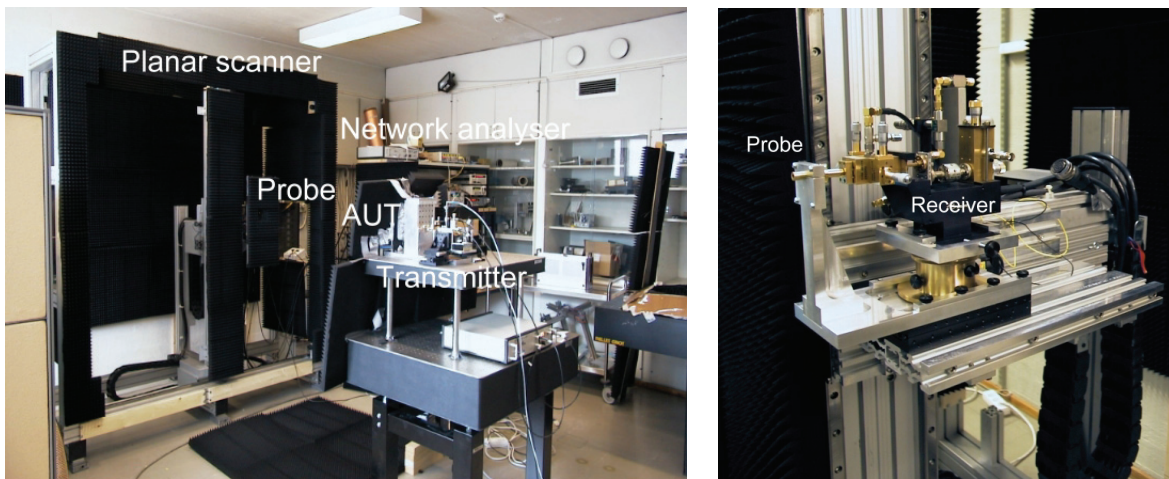 Planar scanner
Network analyser
Probe
AUT
Transmitter
Probe
Receiver